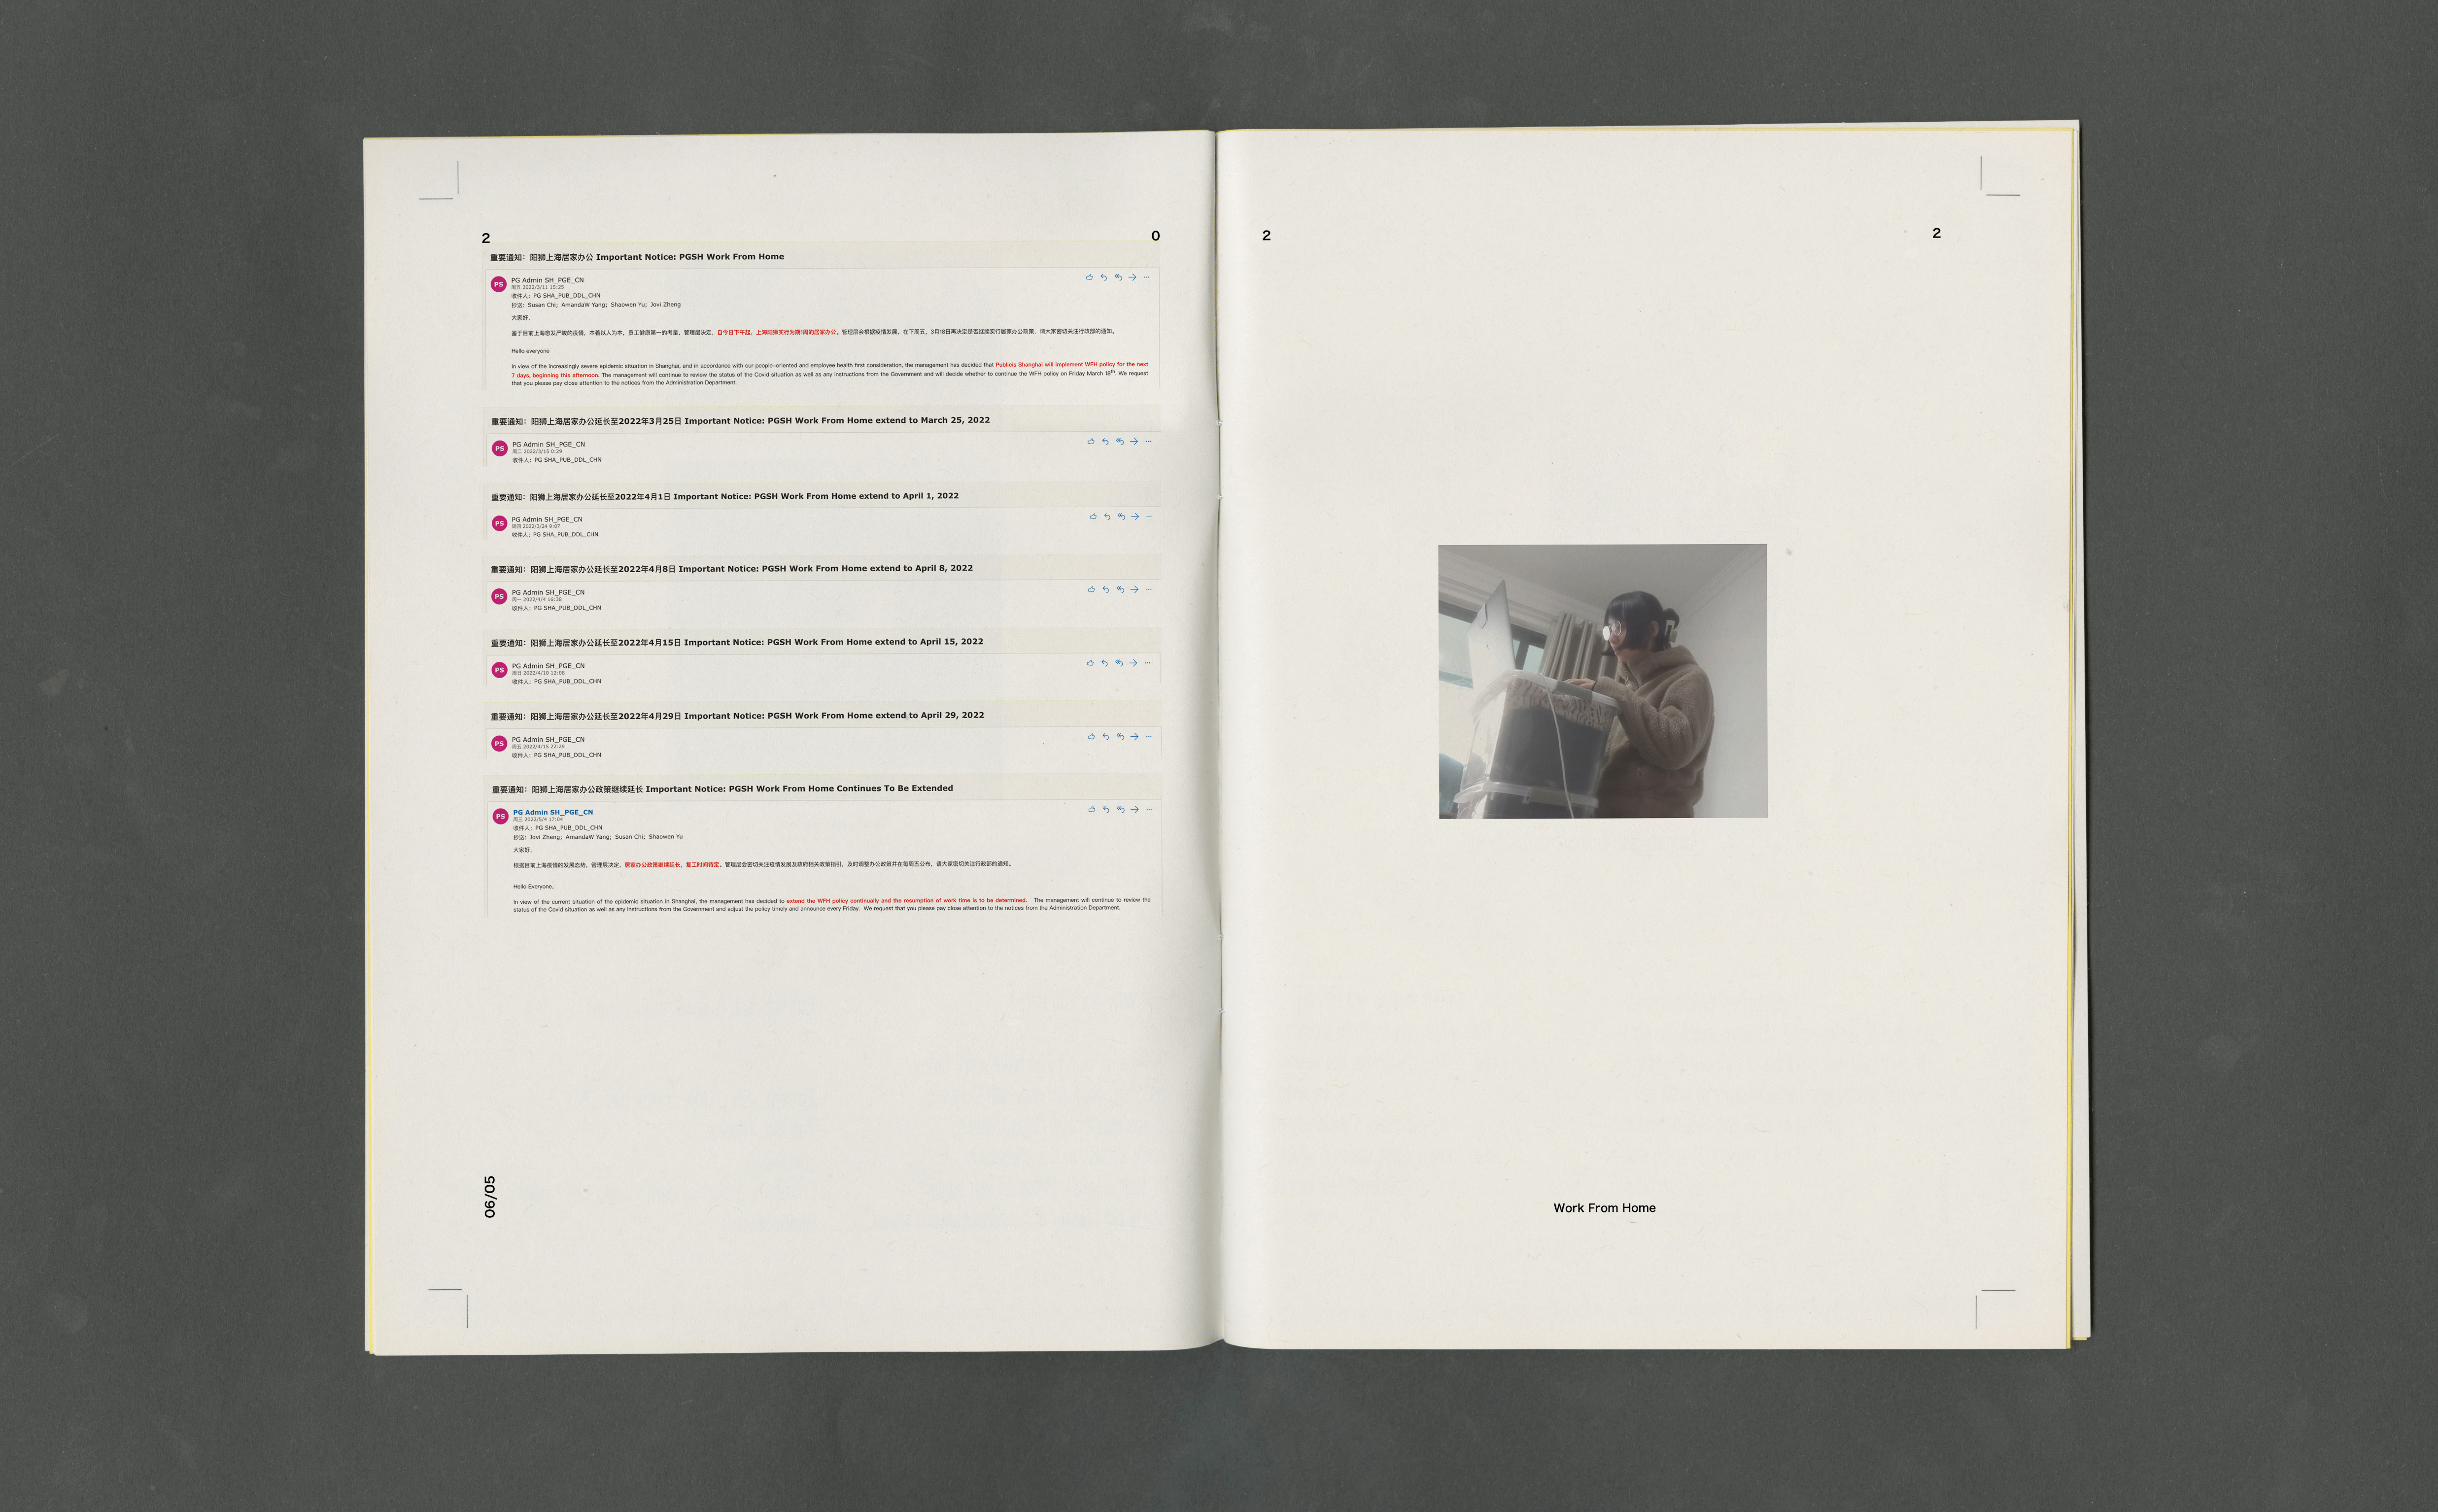 2 0
重要通知：阳狮上海居家办公 Important Notice: PGSH Work From Home
PS
PG Admin SH_PGE_CN
周五 2022/3/11 15:25
收件人：PG SHA_PUB_DDL_CHN
抄送：Susan Chi; AmandaW Yang; Shaowen Yu; Jovi Zheng
大家好，
鉴于目前上海愈发严峻的疫情，本着以人为本，员工健康第一的考量，管理层决定，自今日下午起，上海阳狮实行为期1周的居家办公。管理层会根据疫情发展，在下周五，3月18日再决定是否继续实行居家办公政策，请大家密切关注行政部的通知。
Hello everyone
In view of the increasingly severe epidemic situation in Shanghai, and in accordance with our people-oriented and employee health first consideration, the management has decided that Publicis Shanghai will implement WFH policy for the next
7 days, beginning this afternoon. The management will continue to review the status of the Covid situation as well as any instructions from the Government and will decide whether to continue the WFH policy on Friday March 18th. We request
that you please pay close attention to the notices from the Administration Department.
重要通知：阳狮上海居家办公延长至2022年3月25日 Important Notice: PGSH Work From Home extend to March 25, 2022
PS
PG Admin SH_PGE_CN
周二 2022/3/15 0:29
收件人：PG SHA_PUB_DDL_CHN
重要通知：阳狮上海居家办公延长至2022年4月1日 Important Notice: PGSH Work From Home extend to April 1, 2022
PS
PG Admin SH_PGE_CN
周四 2022/3/24 9:07
收件人：PG SHA_PUB_DDL_CHN
重要通知：阳狮上海居家办公延长至2022年4月8日 Important Notice: PGSH Work From Home extend to April 8, 2022
PS
PG Admin SH_PGE_CN
周一 2022/4/4 16:38
收件人：PG SHA_PUB_DDL_CHN
重要通知：阳狮上海居家办公延长至2022年4月15日 Important Notice: PGSH Work From Home extend to April 15, 2022
PS
PG Admin SH_PGE_CN
周日 2022/4/10 12:08
收件人：PG SHA_PUB_DDL_CHN
重要通知：阳狮上海居家办公延长至2022年4月29日 Important Notice: PGSH Work From Home extend to April 29, 2022
PS
PG Admin SH_PGE_CN
周五 2022/4/15 22:29
收件人：PG SHA_PUB_DDL_CHN
重要通知：阳狮上海居家办公政策继续延长 Important Notice: PGSH Work From Home Continues To Be Extended
PS
PG Admin SH_PGE_CN
周三 2022/5/4 17:04
收件人：PG SHA_PUB_DDL_CHN
抄送：Jovi Zheng; AmandaW Yang; Susan Chi; Shaowen Yu
大家好，
根据目前上海疫情的发展态势，管理层决定，居家办公政策继续延长，复工时间待定。管理层会密切关注疫情发展及政府相关政策指引，及时调整办公政策并在每周五公布，请大家密切关注行政部的通知。
Hello Everyone,
In view of the current situation of the epidemic situation in Shanghai, the management has decided to extend the WFH policy continually and the resumption of work time is to be determined. The management will continue to review the
status of the Covid situation as well as any instructions from the Government and adjust the policy timely and announce every Friday. We request that you please pay close attention to the notices from the Administration Department.
06/05
2 2
Work From Home